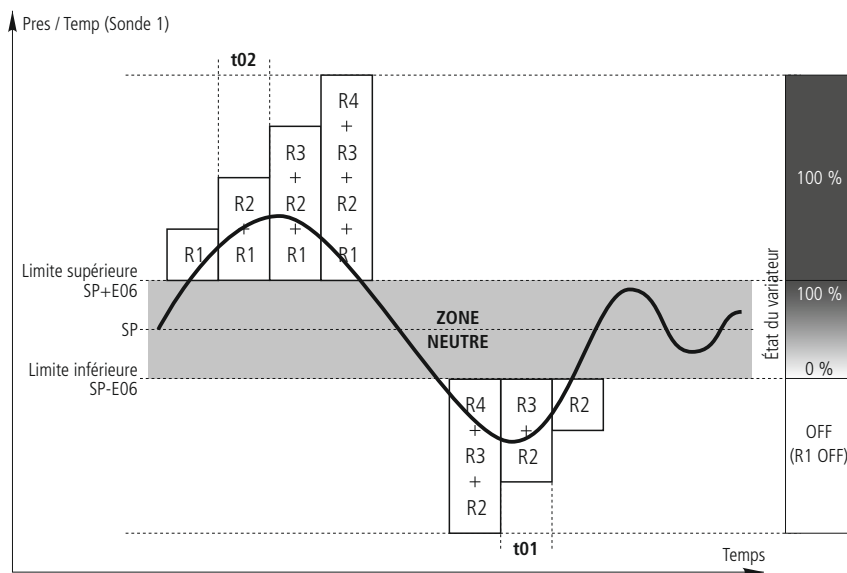 Pres / Temp (Sonde 1)
t02
R1
R2
+
R1
R3
+
R2
+
R1
R4
+
R3
+
R2
+
R1
Limite supérieure
SP+E06
SP
Limite inférieure
SP-E06
ZONE
NEUTRE
R4
+
R3
+
R2
R3
+
R2
R2
t01
Temps
État du variateur
100 %
100 %
0 %
OFF
(R1 OFF)